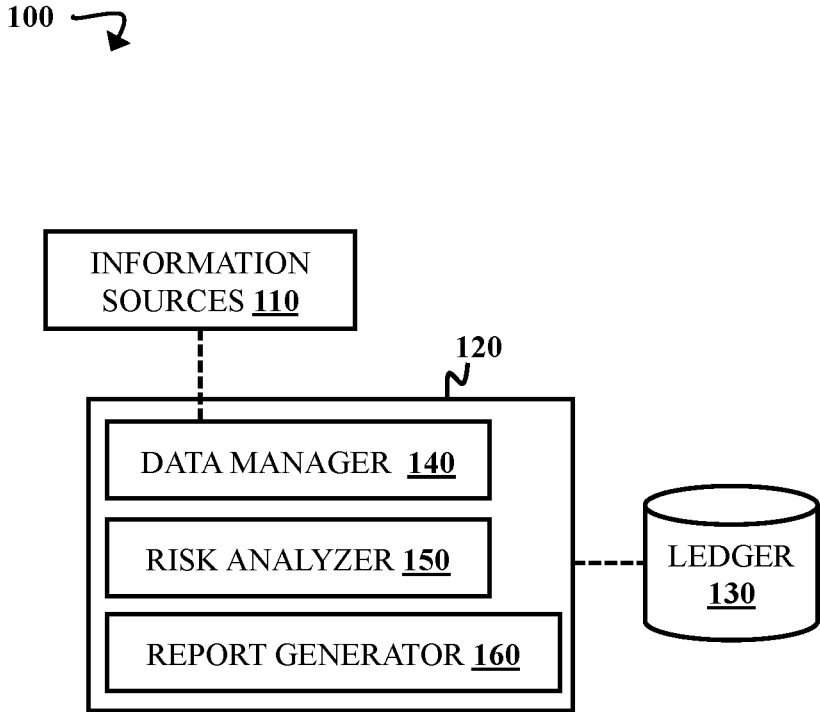 100
INFORMATION
SOURCES 110
120
DATA MANAGER 140
RISK ANALYZER 150
REPORT GENERATOR 160
LEDGER
130